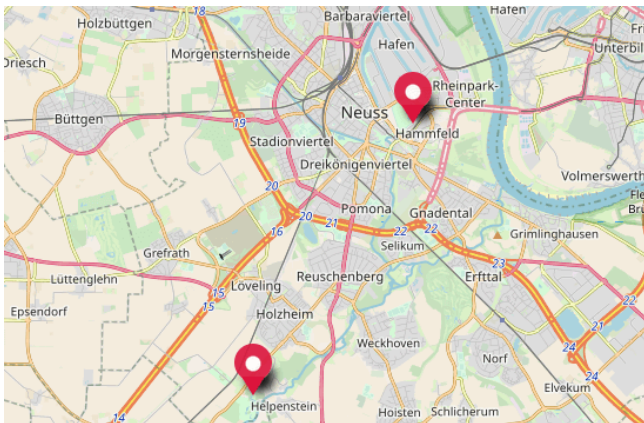 18
Barbaraviertel
Hafen
Holzbüttgen
Hafen
Morgensternsheide
Hafen
Driesch
Rheinpark-
Center
Neuss
Büttgen
19
Hammfeld
Stadionviertel
Dreikönigenviertel
Volmerswerth
20
Pomona
20
21
Gnadental
16
22
22
Grimlinghausen
Selikum
Grefrath
23
Reuschenberg
Erfttal
Lüttenglehn
Löveling
15
22
15
Epsendorf
Holzheim
21
Weckhoven
24
Norf
24
Elvekum
Helpenstein
Hoisten
Schlicherum
14